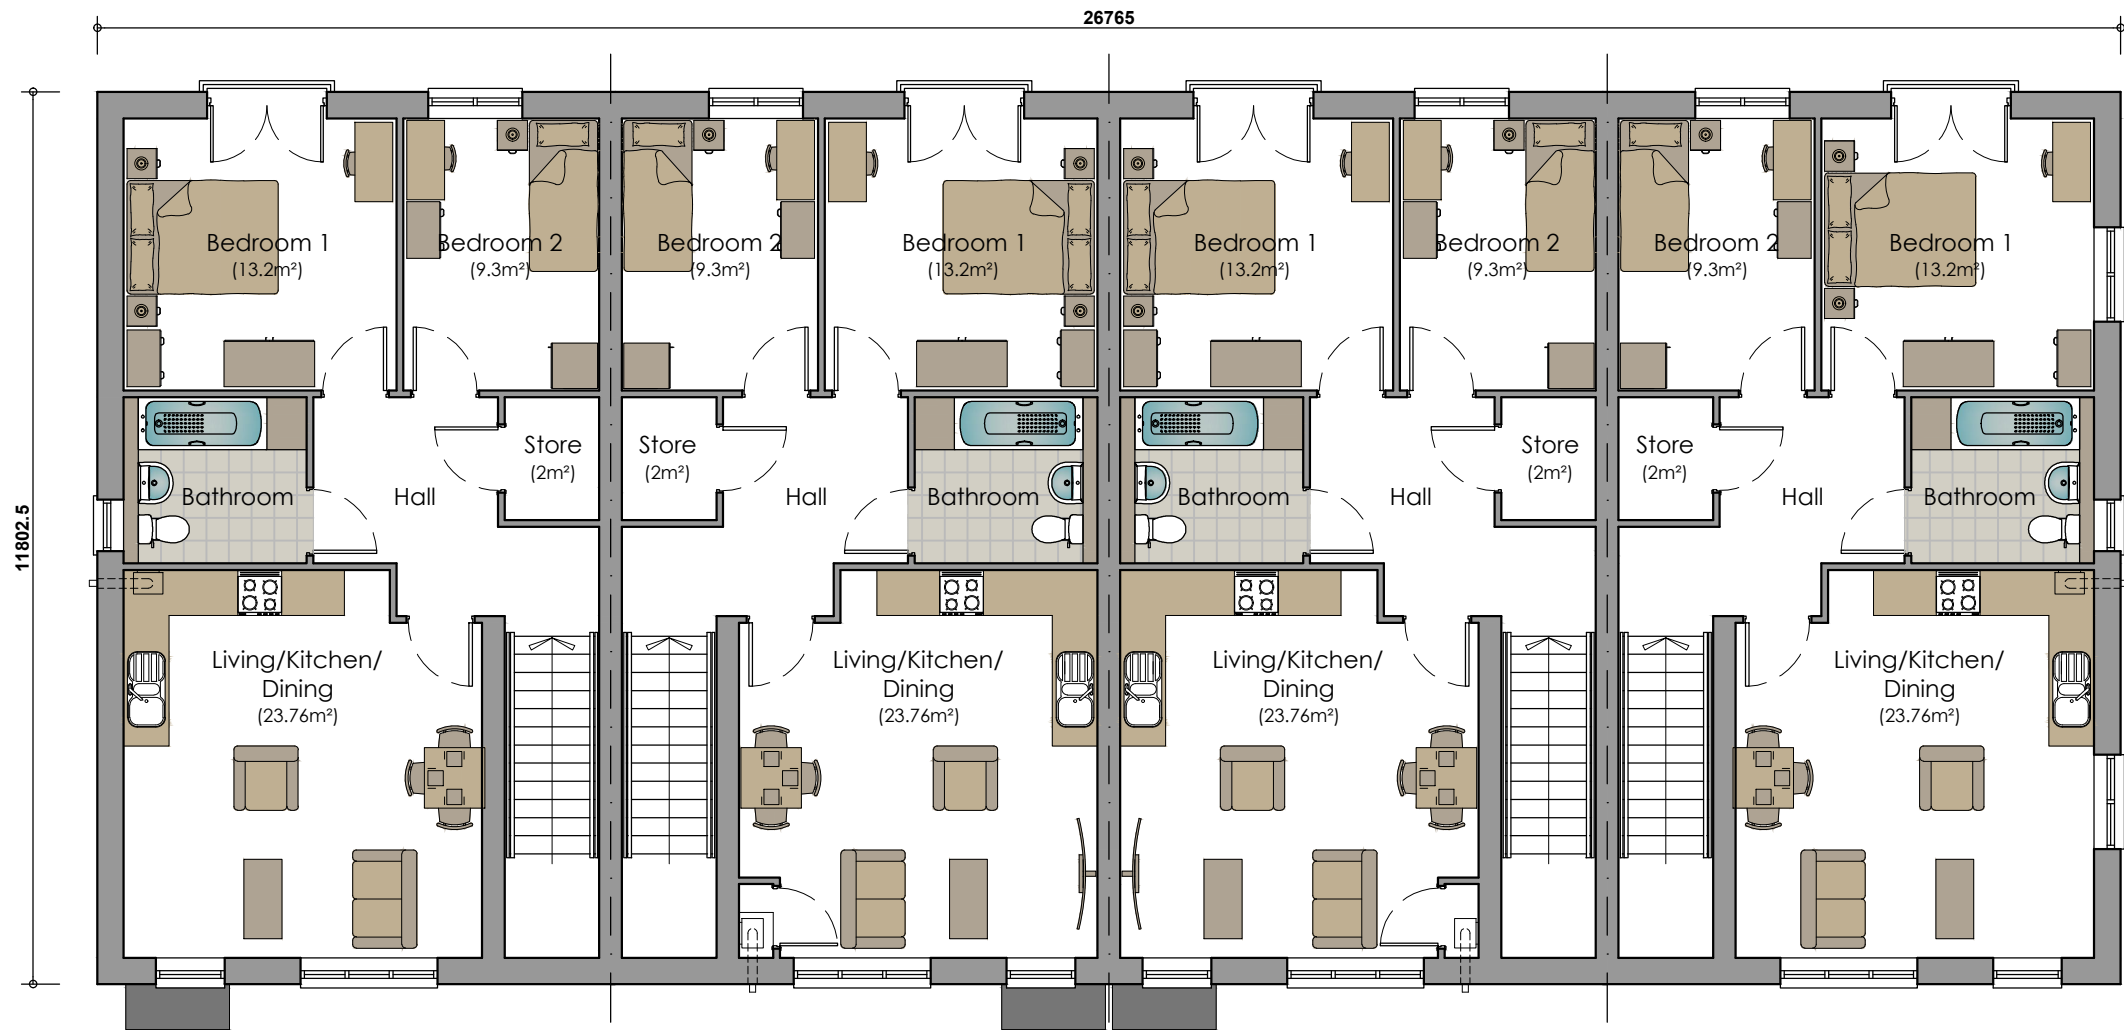 26765
11802.5
Bedroom 1
(13.2m²)
Bedroom 2
(9.3m²)
Bedroom 2
(9.3m²)
Bedroom 1
(13.2m²)
Bedroom 1
(13.2m²)
Bedroom 2
(9.3m²)
Bedroom 2
(9.3m²)
Bedroom 1
(13.2m²)
Bathroom
Hall
Store
(2m²)
Store
(2m²)
Hall
Bathroom
Bathroom
Hall
Store
(2m²)
Store
(2m²)
Hall
Bathroom
Living/Kitchen/
Dining
(23.76m²)
Living/Kitchen/
Dining
(23.76m²)
Living/Kitchen/
Dining
(23.76m²)
Living/Kitchen/
Dining
(23.76m²)